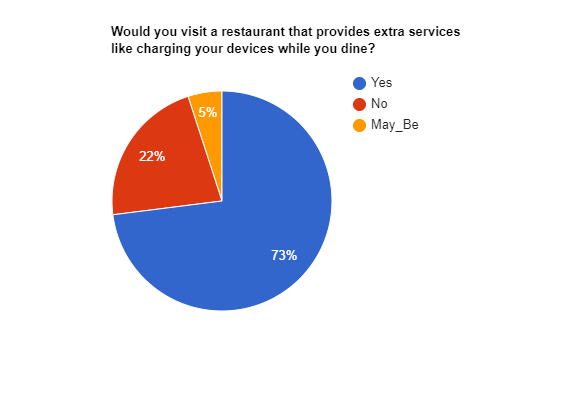 Would you visit a restaurant that provides extra services
like charging your devices while you dine?
Yes
No
May_Be
5%
22%
73%